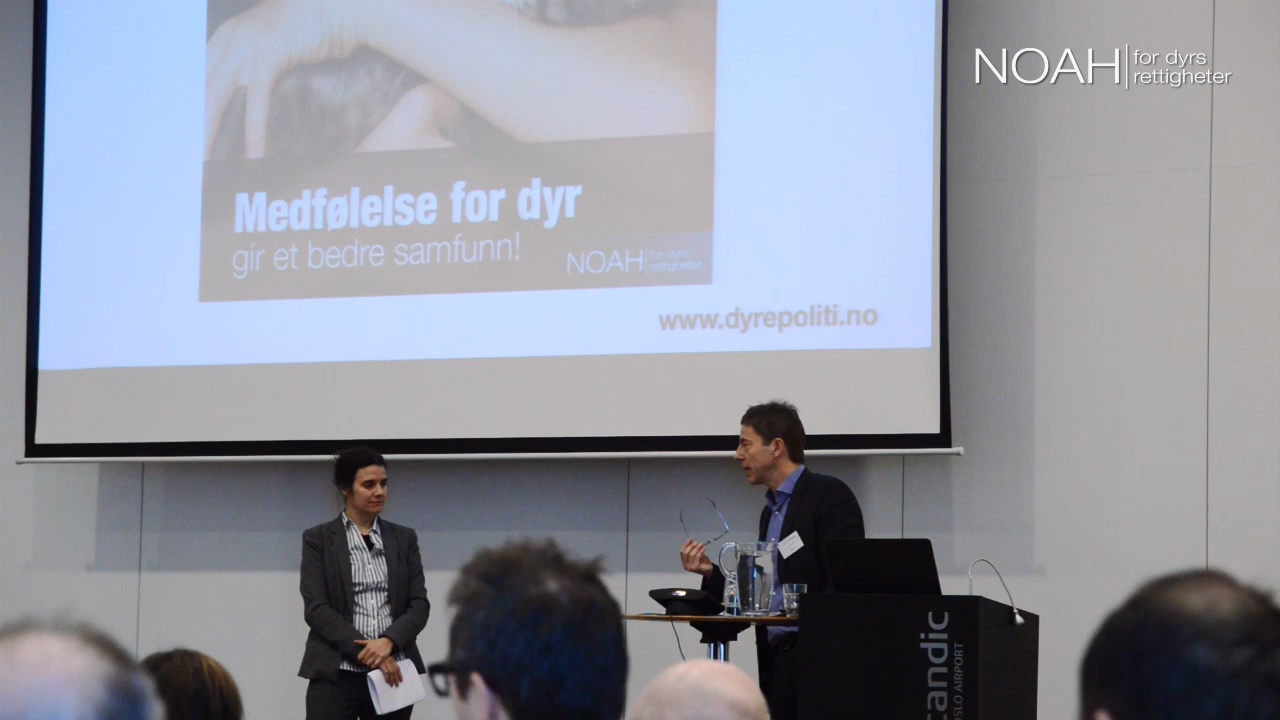 NOAH for dyrs
rettigheter
Medfølelse for dyr
gir et bedre samfunn!
NOAH for dyrs
rettigheter
www.dyrepoliti.no
candic
OSLO AIRPORT